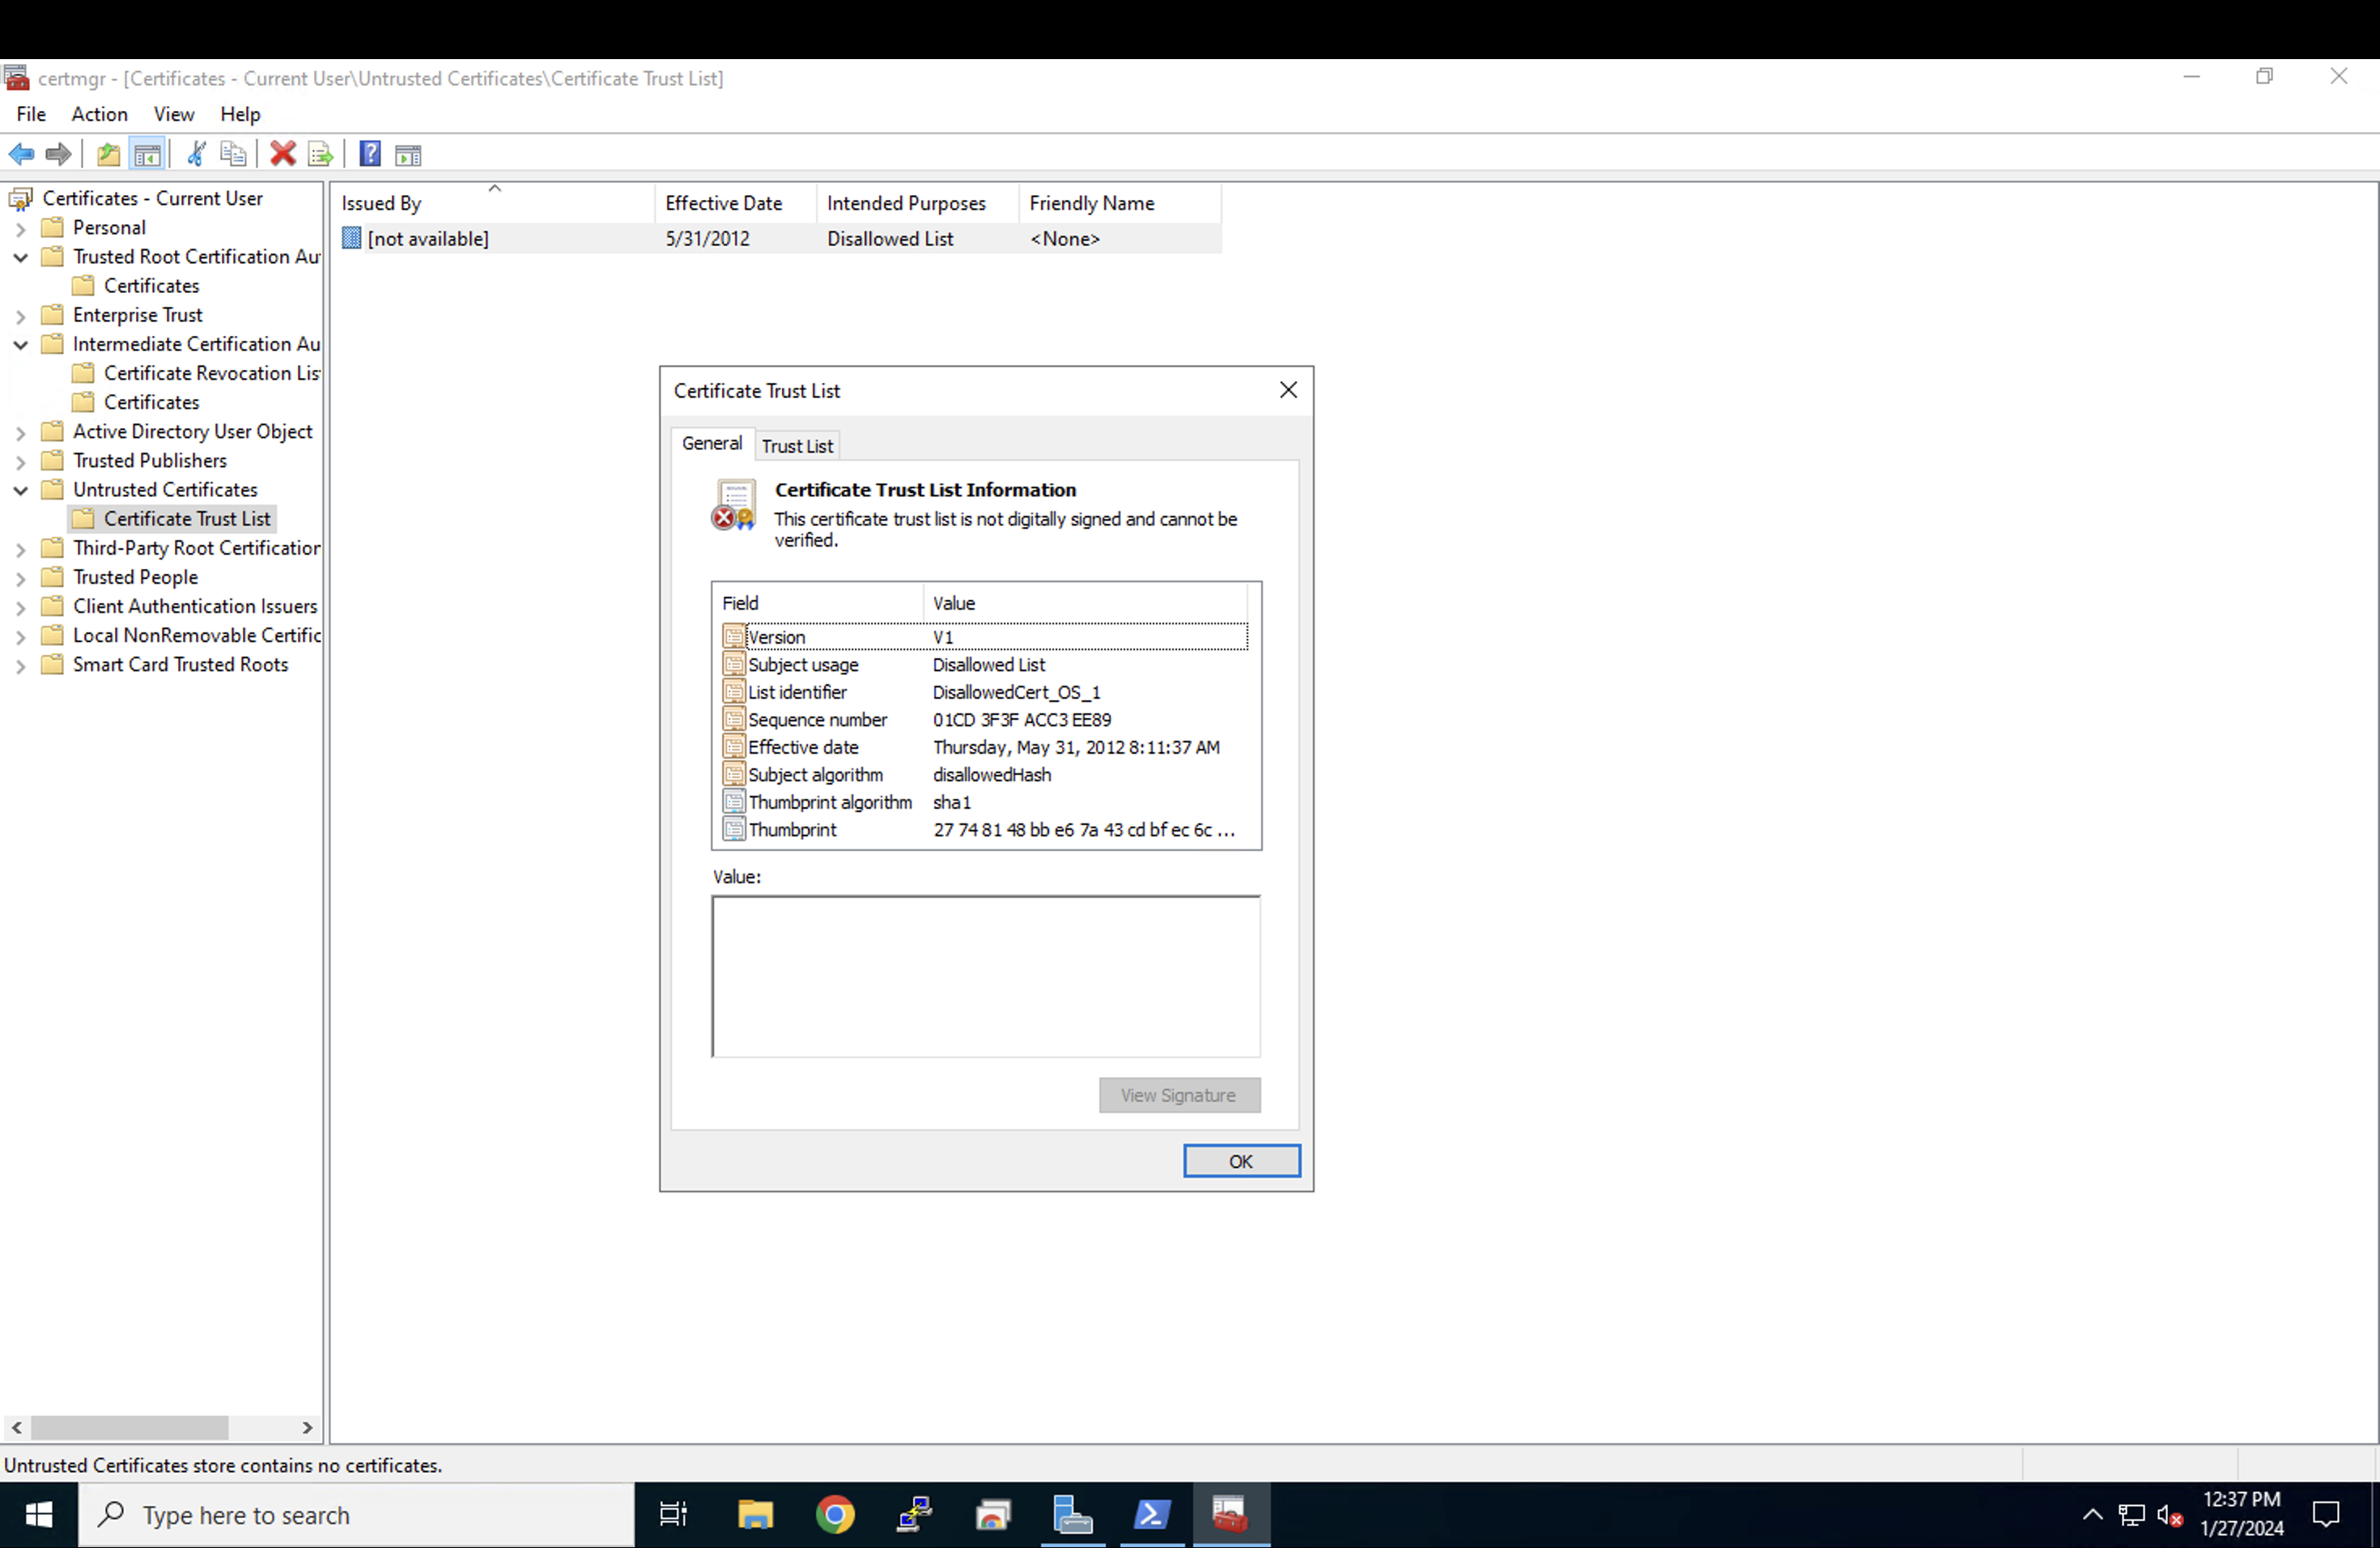 certmgr - [Certificates - Current User\Untrusted Certificates\Certificate Trust List]
File Action View Help
Certificates - Current User
Personal
Trusted Root Certification Au
Certificates
Enterprise Trust
Intermediate Certification Au
Certificate Revocation Lis
Certificates
Active Directory User Object
Trusted Publishers
Untrusted Certificates
Certificate Trust List
Third-Party Root Certification
Trusted People
Client Authentication Issuers
Local NonRemovable Certific
Smart Card Trusted Roots
Issued By Effective Date Intended Purposes Friendly Name
[not available] 5/31/2012 Disallowed List <None>
Certificate Trust List
General Trust List
Certificate Trust List Information
This certificate trust list is not digitally signed and cannot be
verified.
Field Value
Version V1
Subject usage Disallowed List
List identifier DisallowedCert_OS_1
Sequence number 01CD 3F3F ACC3 EE89
Effective date Thursday, May 31, 2012 8:11:37 AM
Subject algorithm disallowedHash
Thumbprint algorithm sha1
Thumbprint 27 74 81 48 bb e6 7a 43 cd bf ec 6c ...
Value:
View Signature
OK
Untrusted Certificates store contains no certificates.
Type here to search
12:37 PM
1/27/2024